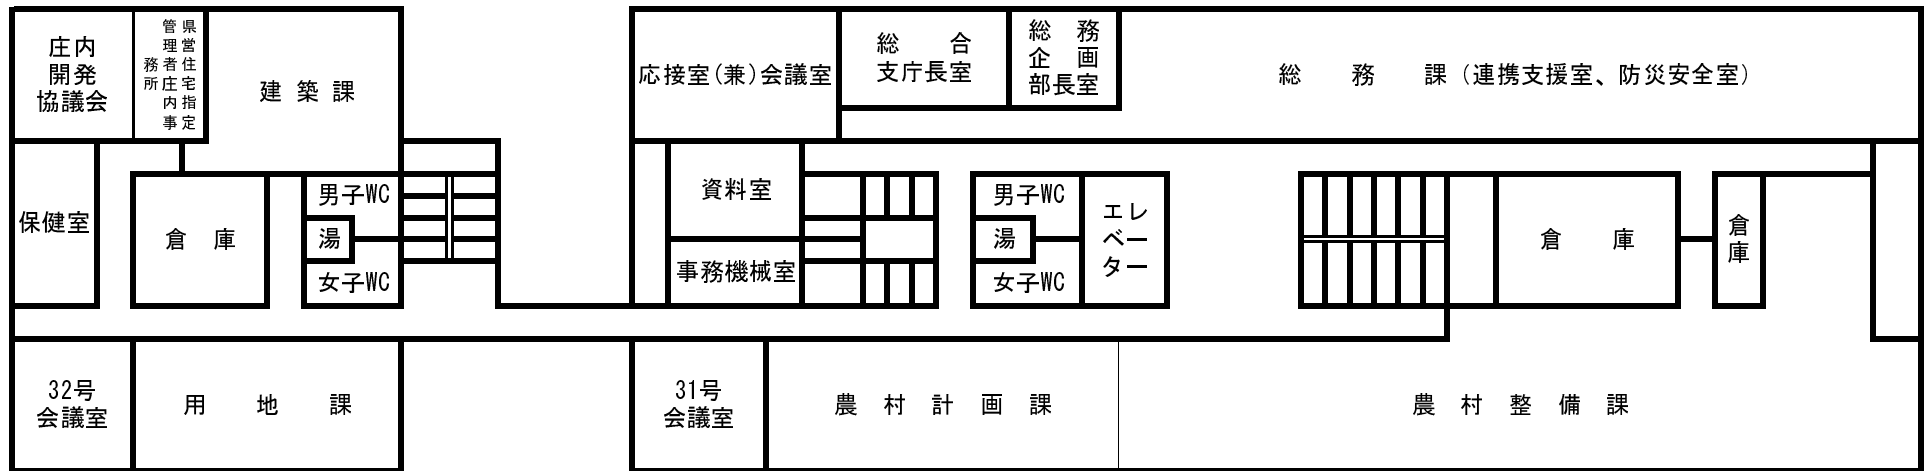 庄内
開発
協議会
県営住宅指定
管理者庄内事
務所
建築課
応接室(兼)会議室
総合
支庁長室
総務
企画
部長室
総務課(連携支援室、防災安全室)
保健室
倉庫
男子WC
湯
女子WC
資料室
事務機械室
男子WC
湯
女子WC
エレ
ベー
ター
倉庫
倉
庫
32号
会議室
用地課
31号
会議室
農村計画課
農村整備課